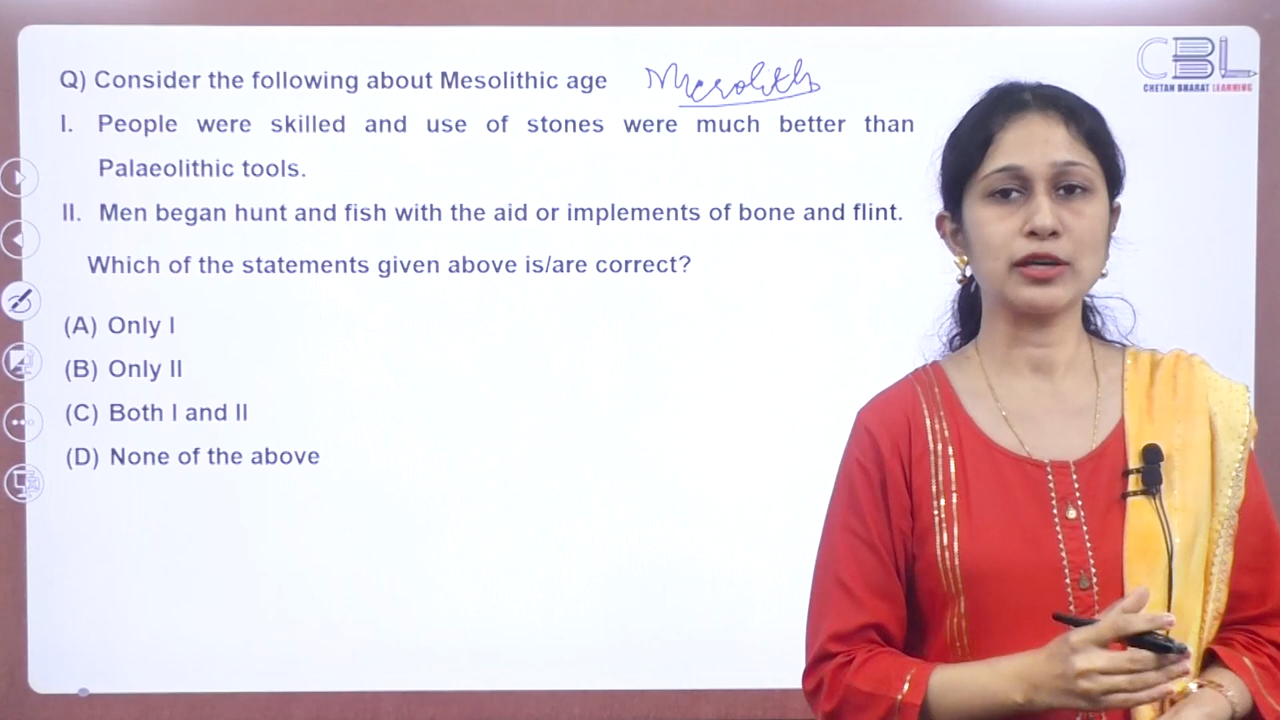 Q) Consider the following about Mesolithic age Microliths
CBL
CHETAN BHARAT LEARNING
I. People were skilled and use of stones were much better than
Palaeolithic tools.
II. Men began hunt and fish with the aid or implements of bone and flint.
Which of the statements given above is/are correct?
(A) Only I
(B) Only II
(C) Both I and II
(D) None of the above